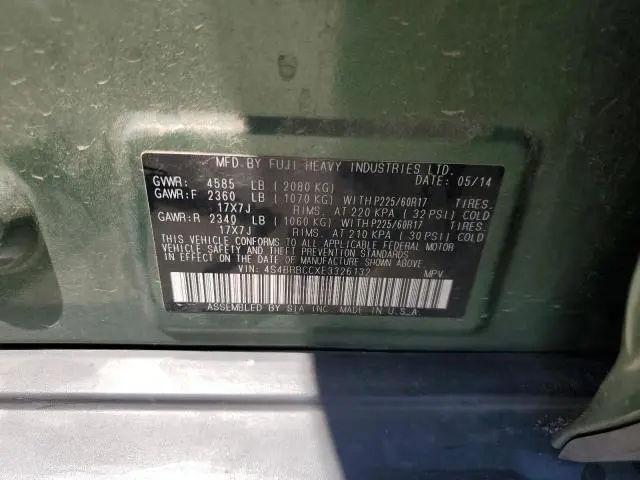 MFD. BY FUJI HEAVY INDUSTRIES LTD.
DATE: 05/14
GVWR: 4585 LB (2080 KG)
GAWR:F 2360 LB (1070 KG) WITH P225/60R17 TIRES.
17X7J RIMS. AT 220 KPA (32 PSI) COLD
GAWR:R 2340 LB (1060 KG) WITH P225/60R17 TIRES.
17X7J RIMS. AT 210 KPA (30 PSI) COLD
THIS VEHICLE CONFORMS TO ALL APPLICABLE FEDERAL MOTOR
VEHICLE SAFETY AND THEFT PREVENTION STANDARDS
IN EFFECT ON THE DATE OF MANUFACTURE SHOWN ABOVE.
VIN: 4S4BRBCCXE3326132 MPV
ASSEMBLED BY SIA INC. MADE IN U.S.A.